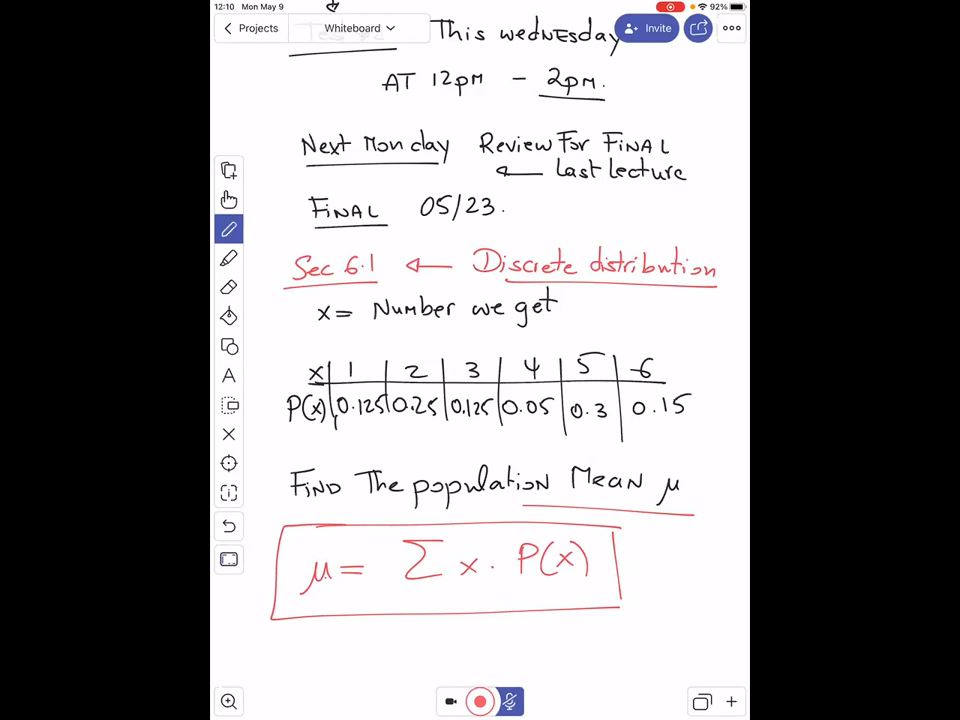 12:10 Mon May 9
92%
Projects
Whiteboard
Invite
This wedNEsday
AT 12pm - 2pm.
Next Monday Review For FiNAL
← last lecture
FiNAL 05/23.
Sec 6.1 ← Discrete distribution
x = Number we get
x 1 2 3 4 5 6
P(x) 0.125 0.25 0.125 0.05 0.3 0.15
FiND The population MeaN μ
μ = Σ x · P(x)
A